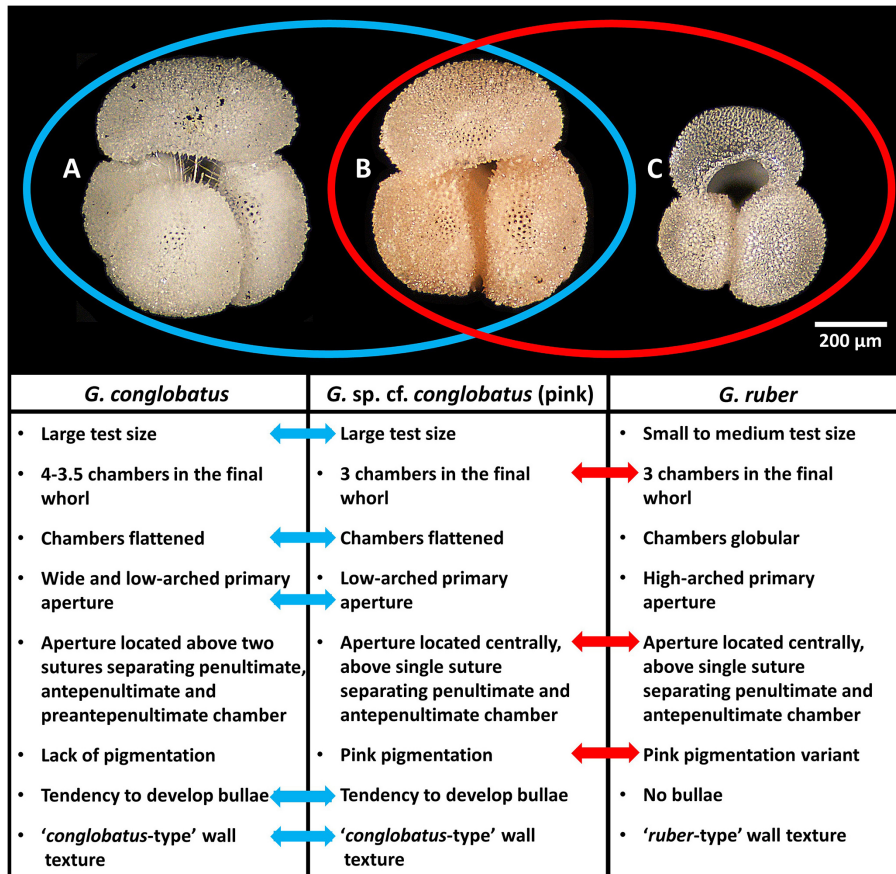 A
B
C
200 µm
G. conglobatus
G. sp. cf. conglobatus (pink)
G. ruber
• Large test size
• Large test size
• Small to medium test size
• 4-3.5 chambers in the final
whorl
• 3 chambers in the final
whorl
• 3 chambers in the final
whorl
• Chambers flattened
• Chambers flattened
• Chambers globular
• Wide and low-arched primary
aperture
• Low-arched primary
aperture
• High-arched primary
aperture
• Aperture located above two
sutures separating penultimate,
antepenultimate and
preantepenultimate chamber
• Aperture located centrally,
above single suture
separating penultimate and
antepenultimate chamber
• Aperture located centrally,
above single suture
separating penultimate and
antepenultimate chamber
• Lack of pigmentation
• Pink pigmentation
• Pink pigmentation variant
• Tendency to develop bullae
• Tendency to develop bullae
• No bullae
• ‘conglobatus-type’ wall
texture
• ‘conglobatus-type’ wall
texture
• ‘ruber-type’ wall texture